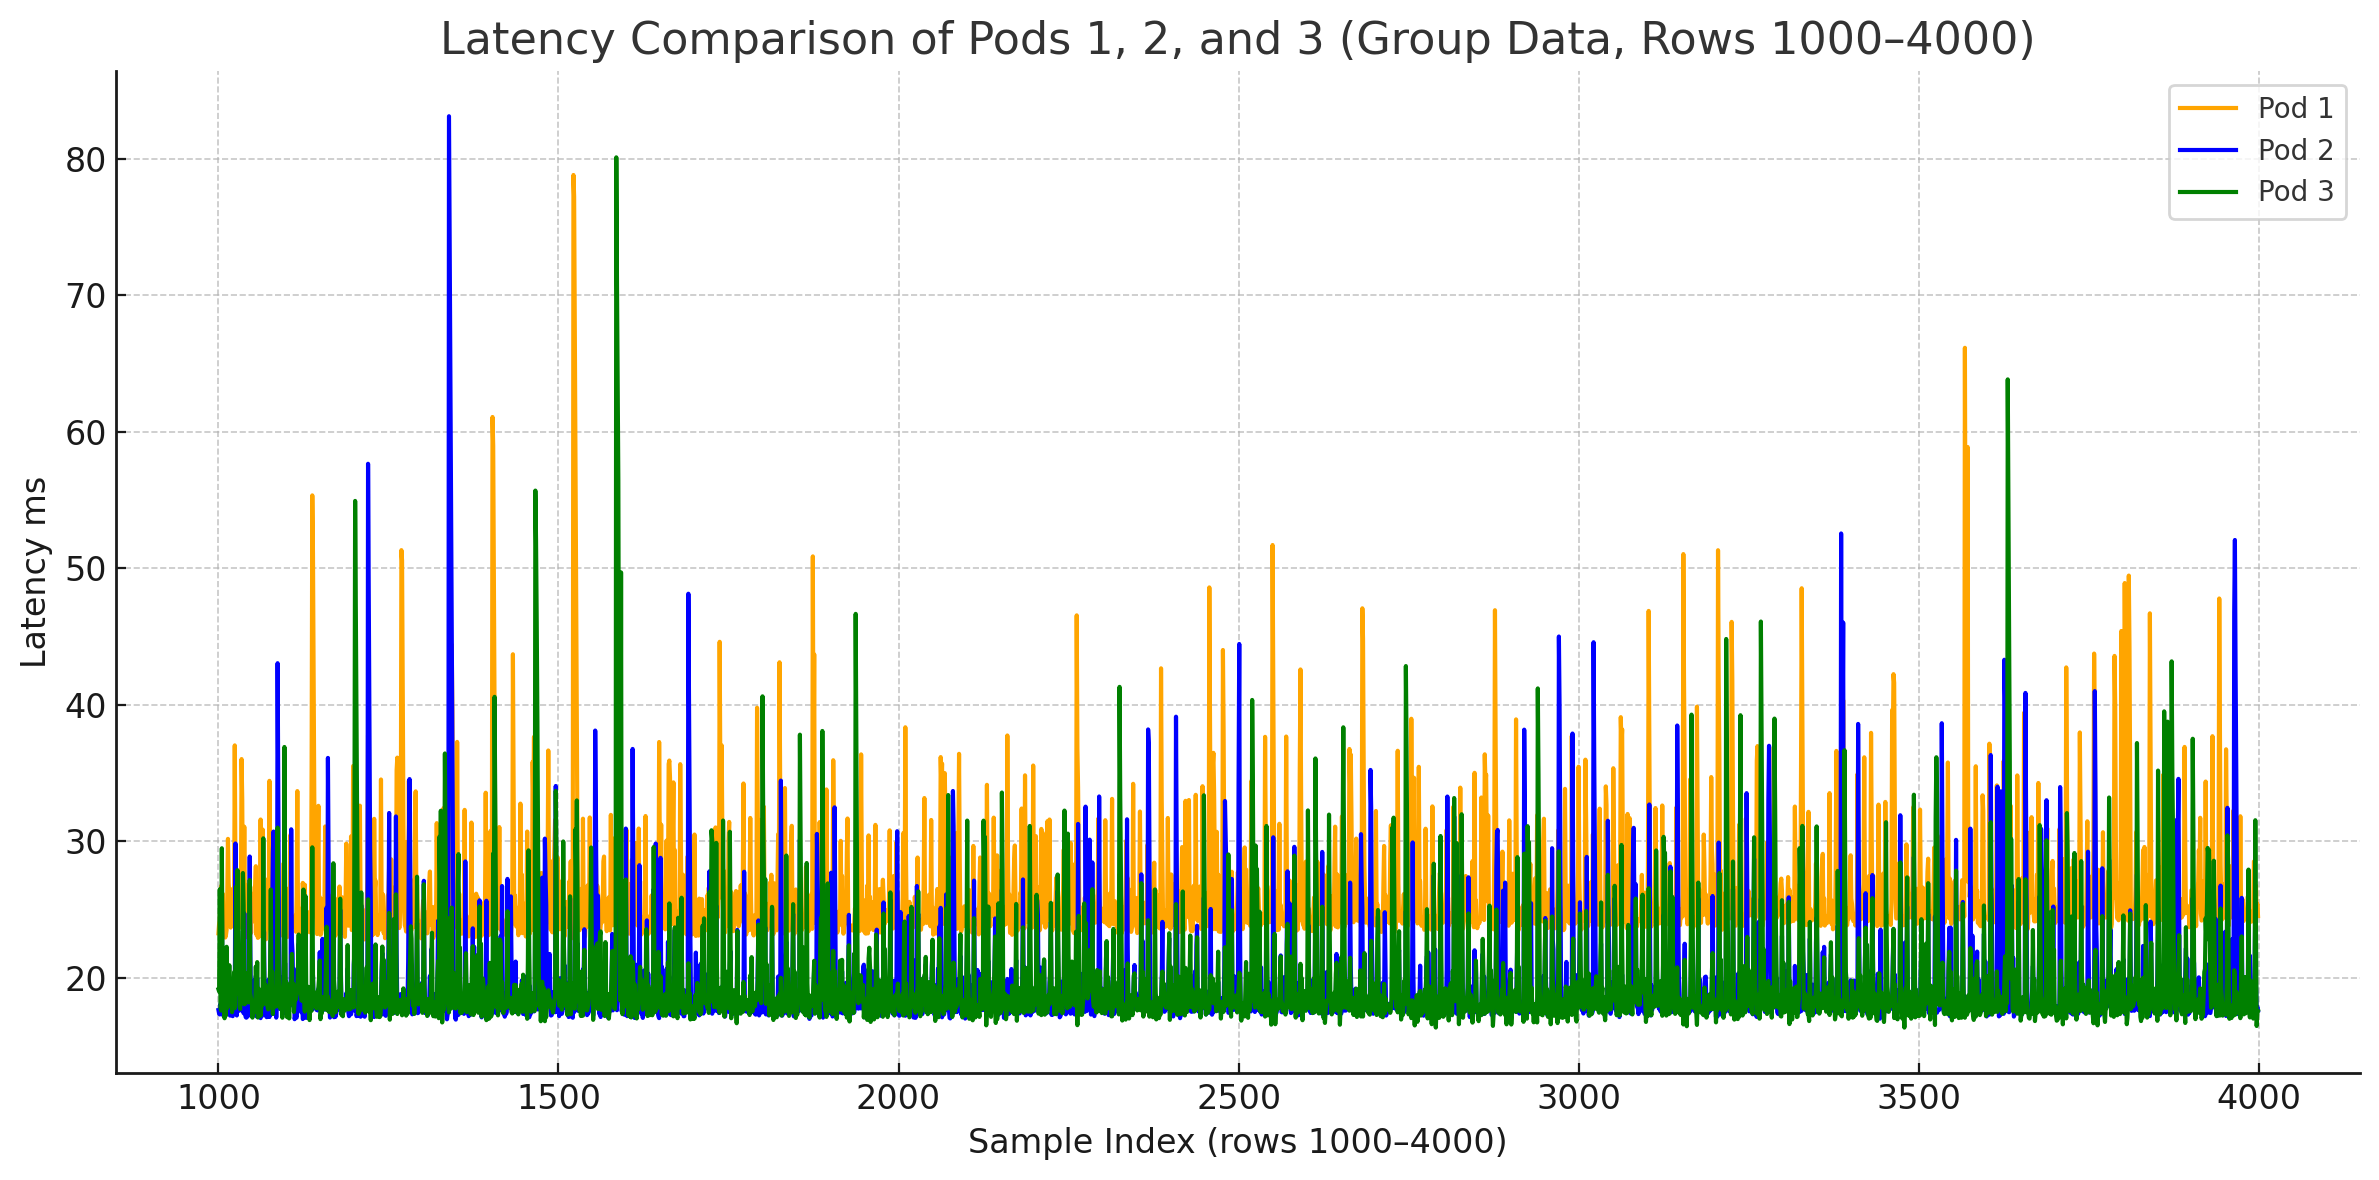 Latency Comparison of Pods 1, 2, and 3 (Group Data, Rows 1000–4000)
Pod 1
Pod 2
Pod 3
Latency ms
80
70
60
50
40
30
20
1000 1500 2000 2500 3000 3500 4000
Sample Index (rows 1000–4000)